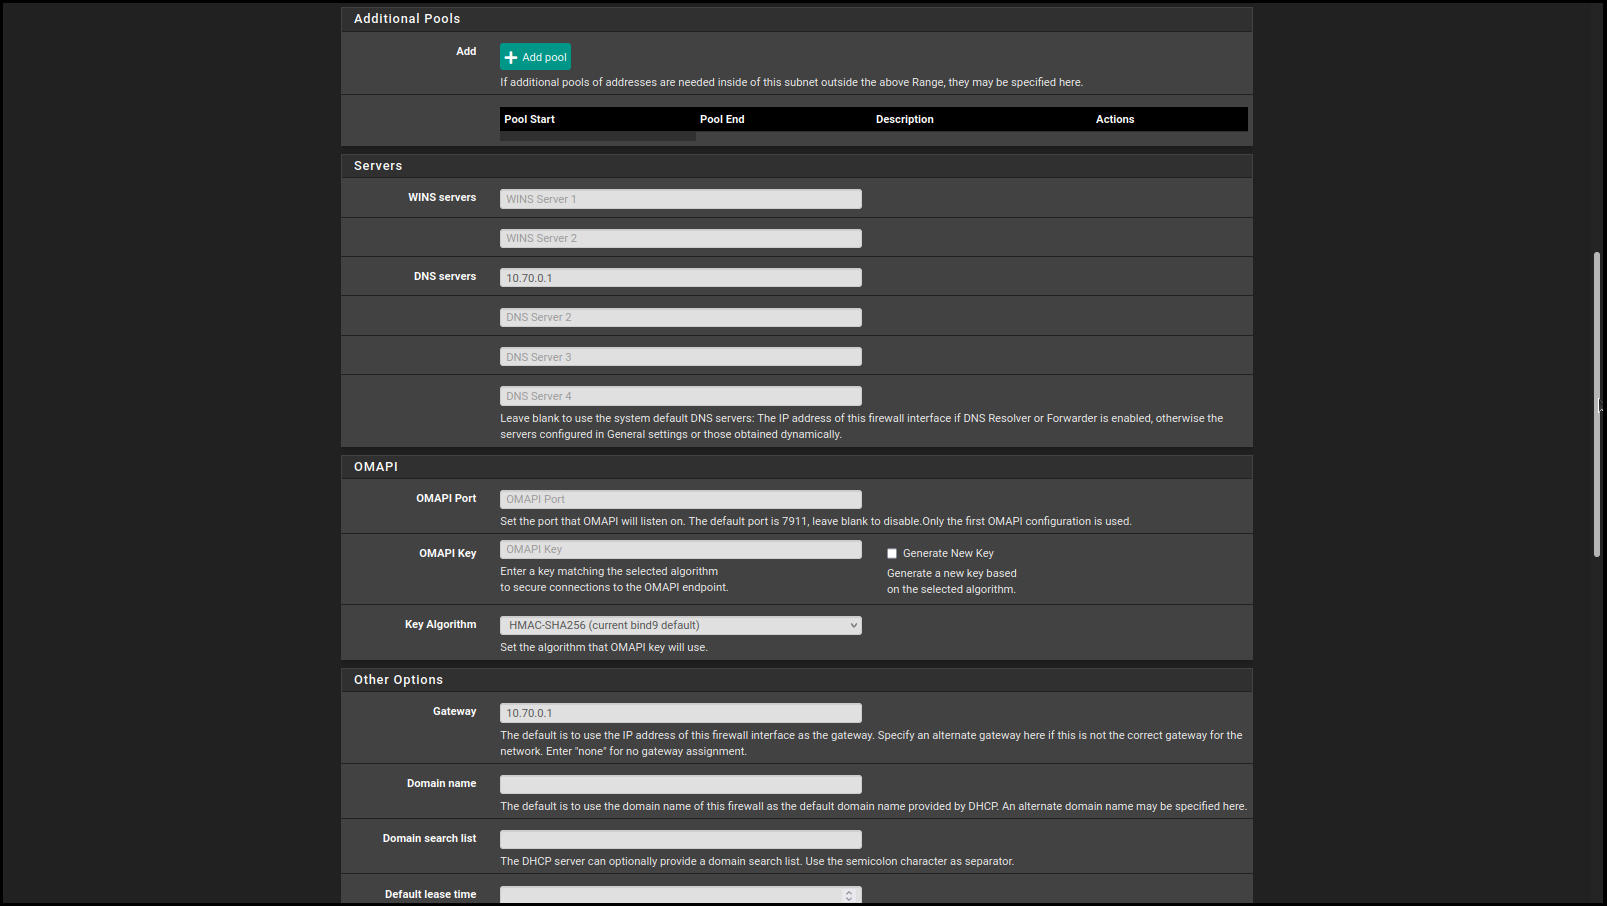 Additional Pools
Add
Add pool
If additional pools of addresses are needed inside of this subnet outside the above Range, they may be specified here.
Pool Start Pool End Description Actions
Servers
WINS servers WINS Server 1
WINS Server 2
DNS servers 10.70.0.1
DNS Server 2
DNS Server 3
DNS Server 4
Leave blank to use the system default DNS servers: The IP address of this firewall interface if DNS Resolver or Forwarder is enabled, otherwise the
servers configured in General settings or those obtained dynamically.
OMAPI
OMAPI Port OMAPI Port
Set the port that OMAPI will listen on. The default port is 7911, leave blank to disable.Only the first OMAPI configuration is used.
OMAPI Key OMAPI Key
Enter a key matching the selected algorithm
to secure connections to the OMAPI endpoint.
Generate New Key
Generate a new key based
on the selected algorithm.
Key Algorithm HMAC-SHA256 (current bind9 default)
Set the algorithm that OMAPI key will use.
Other Options
Gateway 10.70.0.1
The default is to use the IP address of this firewall interface as the gateway. Specify an alternate gateway here if this is not the correct gateway for the
network. Enter "none" for no gateway assignment.
Domain name
The default is to use the domain name of this firewall as the default domain name provided by DHCP. An alternate domain name may be specified here.
Domain search list
The DHCP server can optionally provide a domain search list. Use the semicolon character as separator.
Default lease time